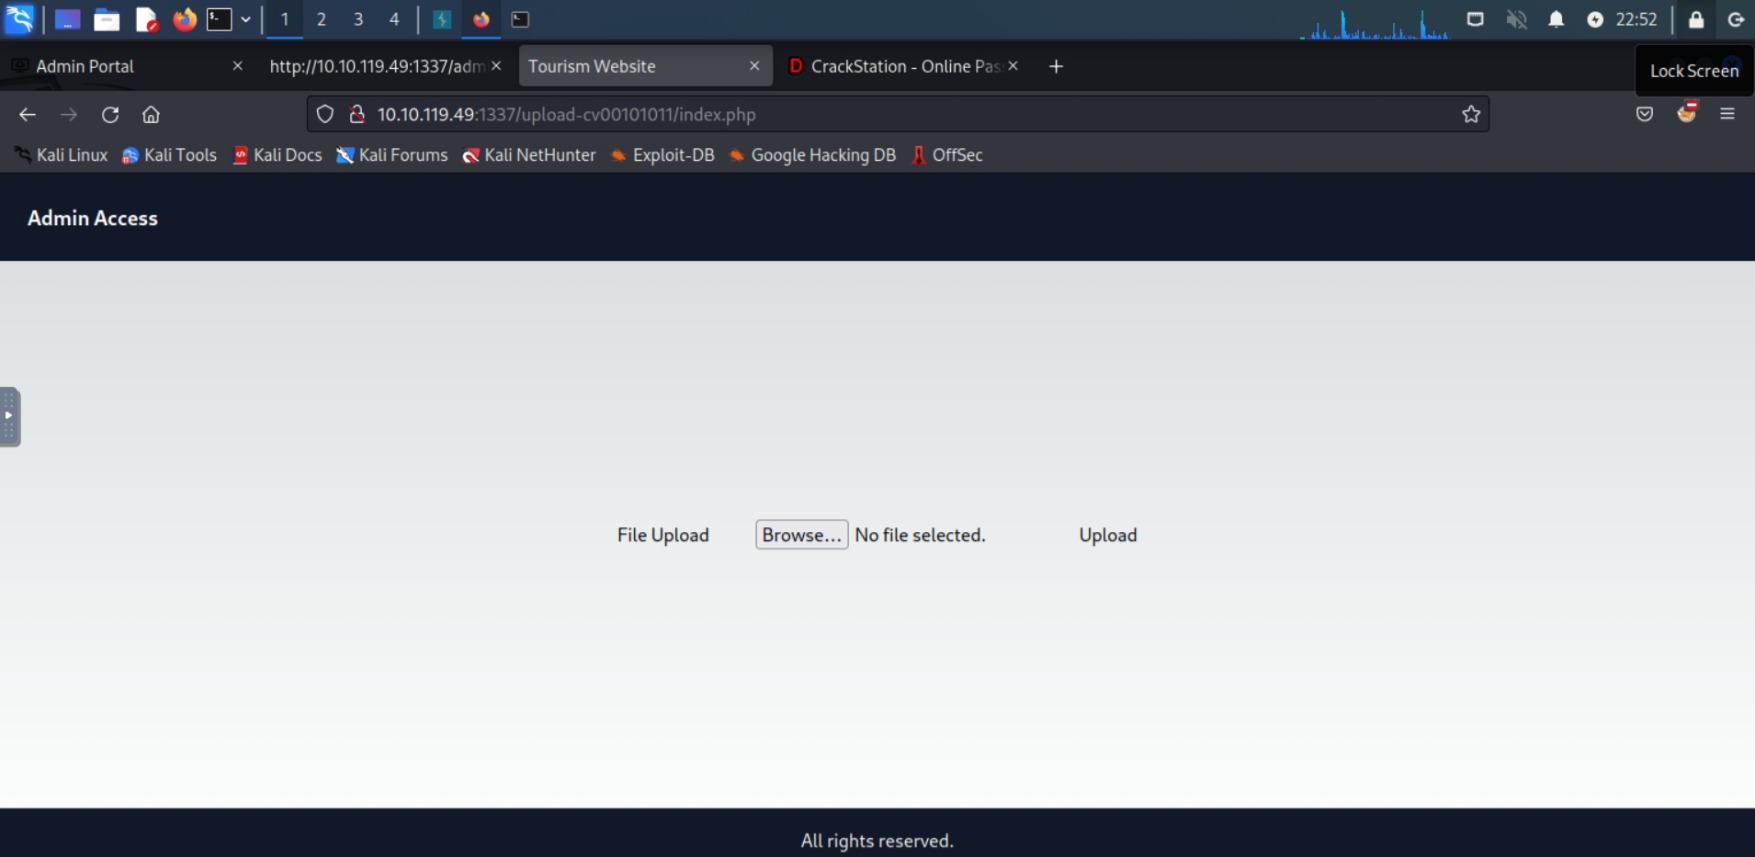 1 2 3 4 22:52
Admin Portal http://10.10.119.49:1337/adm Tourism Website CrackStation - Online Pas
Lock Screen
10.10.119.49:1337/upload-cv00101011/index.php
Kali Linux Kali Tools Kali Docs Kali Forums Kali NetHunter Exploit-DB Google Hacking DB OffSec
Admin Access
File Upload Browse... No file selected. Upload
All rights reserved.